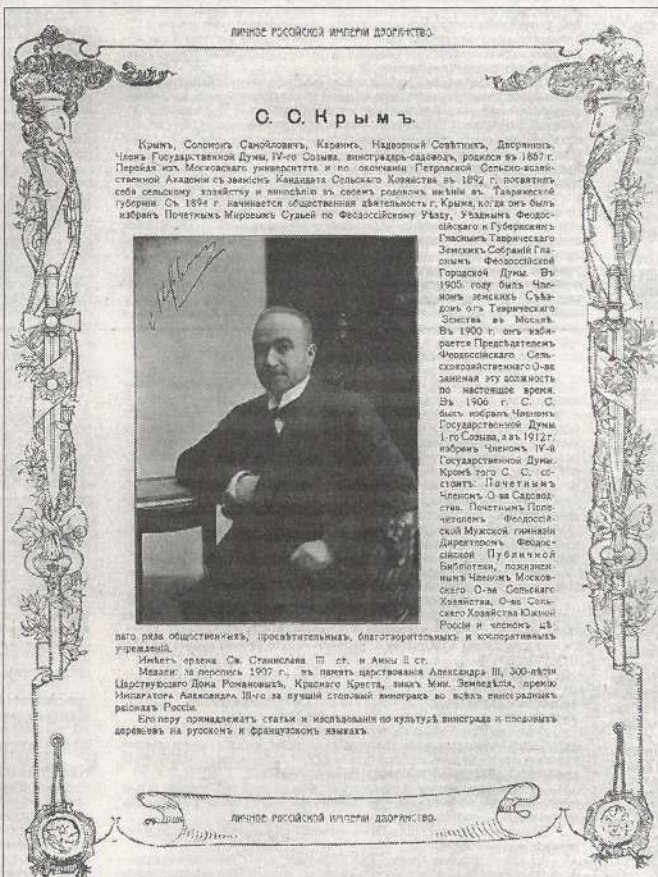 ЛИЧНОЕ РОССІЙСКОЙ ИМПЕРІИ ДВОРЯНСТВО.
С. С. Крымъ.
Крымъ, Соломонъ Самойловичъ, Караимъ, Надворный Совѣтникъ, Дворянинъ,
Членъ Государственной Думы, IV-го Созыва, виноградарь-садоводъ, родился въ 1867 г.
Перейдя изъ Московскаго университета и по окончаніи Петровской Сельско-хозяй-
ственной Академіи съ званіемъ Кандидата Сельскаго Хозяйства въ 1892 г. посвятилъ
себя сельскому хозяйству и винодѣлію въ своемъ родовомъ имѣніи въ Таврической
губерніи. Съ 1894 г. начинается общественная дѣятельность г. Крыма, когда онъ былъ
избранъ Почетнымъ Мировымъ Судьей по Феодосійскому Уѣзду, Уѣзднымъ Феодос-
сійскаго и Губернскимъ
Гласнымъ Таврическаго
Земскихъ Собраній Гла-
снымъ Феодоссійской
Городской Думы. Въ
1905 году былъ Чле-
номъ земскихъ Съѣз-
домъ отъ Таврическаго
Земства въ Москвѣ.
Въ 1900 г. онъ изби-
рается Предсѣдателемъ
Феодоссійскаго Сель-
скохозяйственнаго О-ва
занимая эту должность
по настоящее время.
Въ 1906 г. С. С.
былъ избранъ Членомъ
Государственной Думы
1-го Созыва, а въ 1912 г.
избранъ Членомъ IV-й
Государственной Думы.
Кромѣ того С. С. со-
стоитъ: Почетнымъ
Членомъ О-ва Садовод-
ства, Почетнымъ Попе-
чителемъ Феодоссій-
ской Мужской гимназіи
Директоромъ Феодос-
сійской Публичной
Библіотеки, пожизнен-
нымъ Членомъ Москов-
скаго О-ва Сельскаго
Хозяйства, О-ва Сель-
скаго Хозяйства Южной
Россіи и членомъ цѣ-
лаго ряда общественныхъ, просвѣтительныхъ, благотворительныхъ и кооперативныхъ
учрежденій.
Имѣетъ ордена Св. Станислава III ст. и Анны II ст.
Медали: за перепись 1907 г., въ память царствованія Александра III, 300-лѣтія
Царствующаго Дома Романовыхъ, Краснаго Креста, знакъ Мин. Земледѣлія, премію
Императора Александра III-го за лучшій столовый виноградъ во всѣхъ виноградныхъ
районахъ Россіи.
Его перу принадлежатъ статьи и изслѣдованія по культурѣ винограда и плодовыхъ
деревьевъ на русскомъ и французскомъ языкахъ.
ЛИЧНОЕ РОССІЙСКОЙ ИМПЕРІИ ДВОРЯНСТВО.